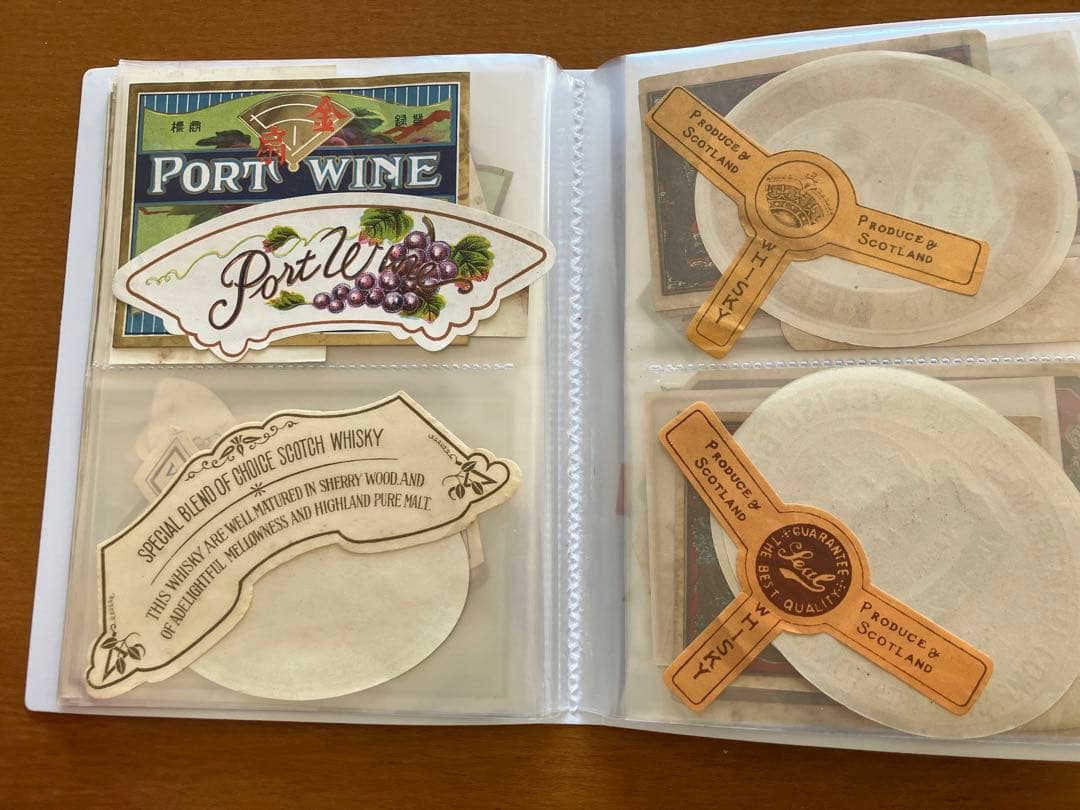 金
扇
標商
録登
PORT WINE
Port Wine
SPECIAL BLEND OF CHOICE SCOTCH WHISKY
THIS WHISKY ARE WELL MATURED IN SHERRY WOOD. AND
OF ADELIGHTFUL MELLOWNESS AND HIGHLAND PURE MALT.
PRODUCE of
SCOTLAND
PRODUCE of
SCOTLAND
WHISKY
PRODUCE of
SCOTLAND
GUARANTEE
Seal
THE BEST QUALITY
PRODUCE of
SCOTLAND
WHISKY